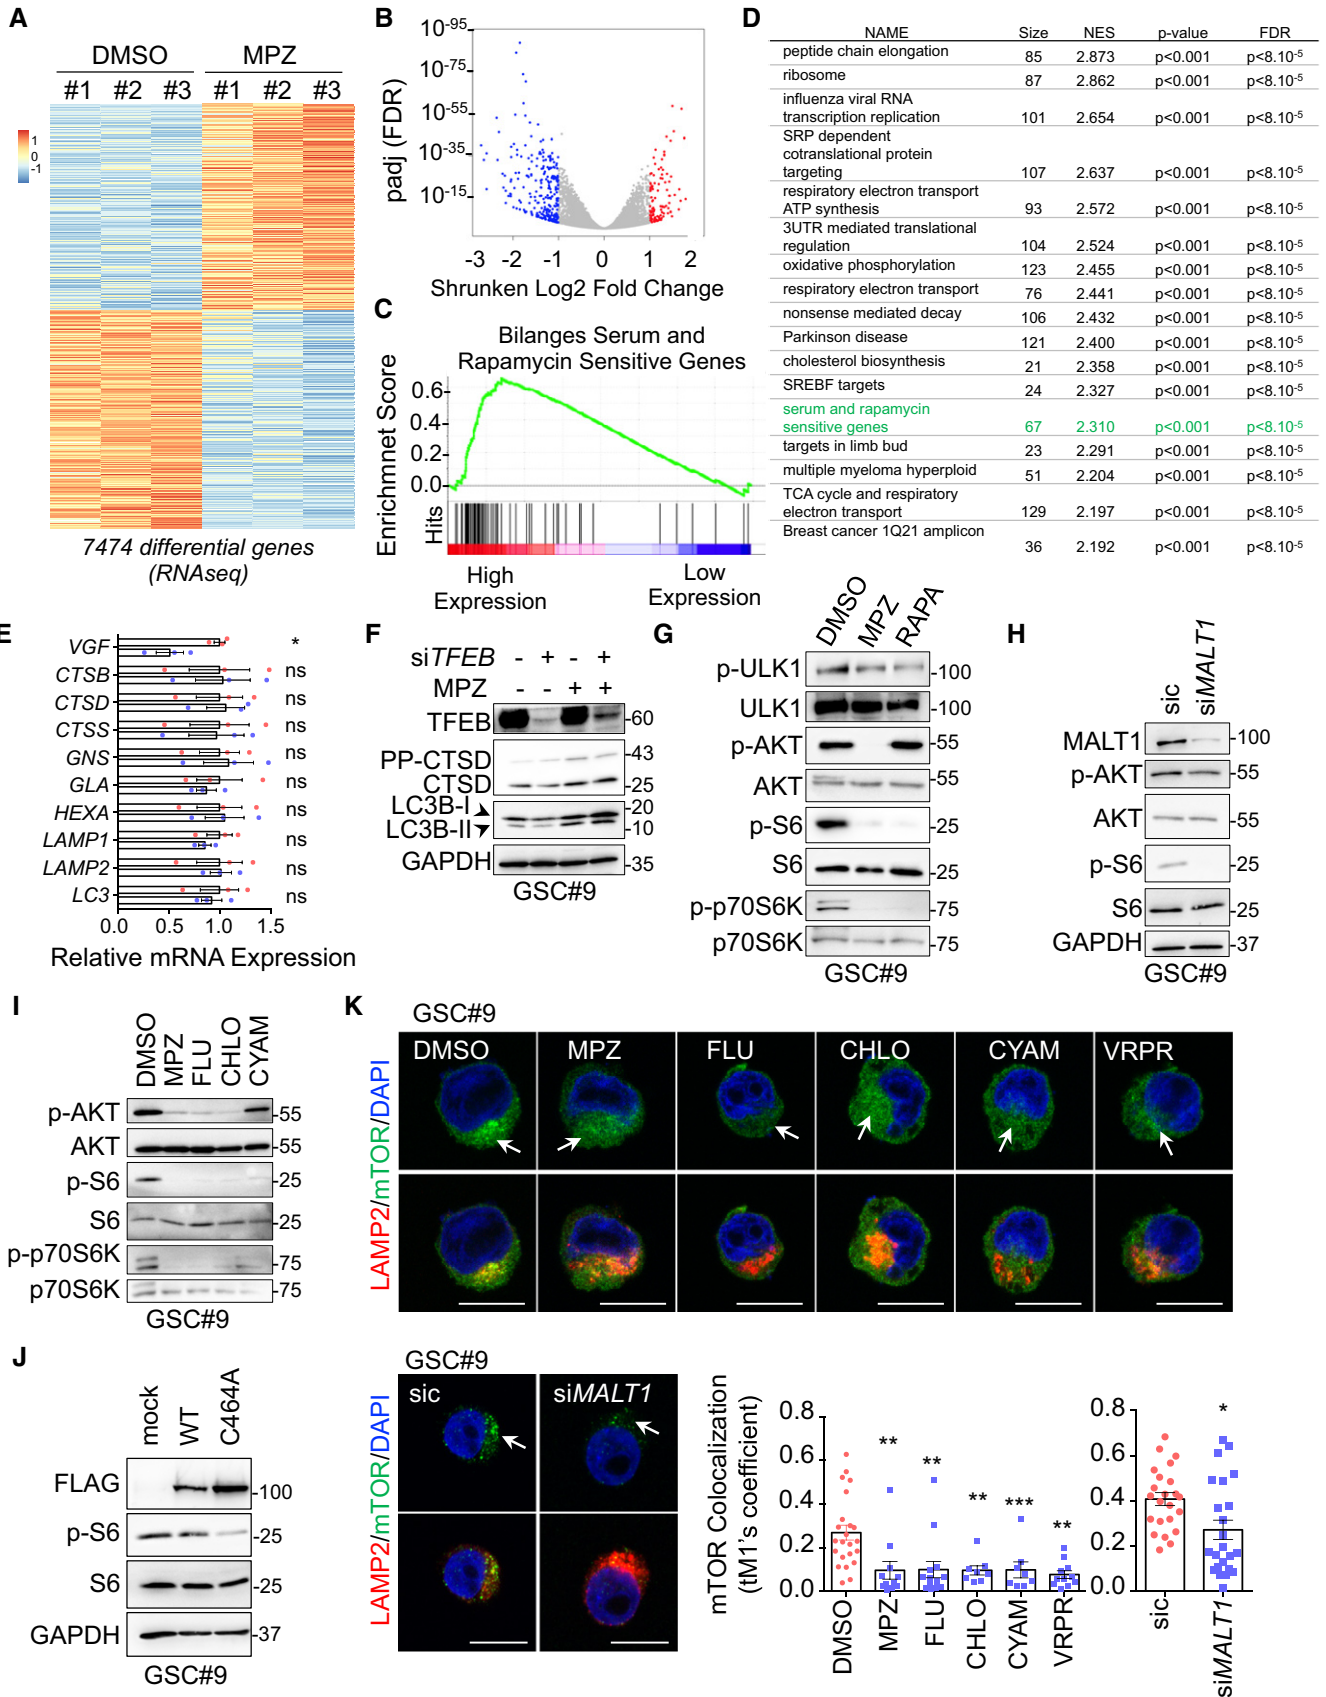 A
DMSO MPZ
#1 #2 #3 #1 #2 #3
1
0
-1
7474 differential genes
(RNAseq)
B
padj (FDR)
10-95
10-75
10-55
10-35
10-15
-3 -2 -1 0 1 2
Shrunken Log2 Fold Change
C
Bilanges Serum and
Rapamycin Sensitive Genes
Enrichmnet Score
0.6
0.4
0.2
0.0
Hits
High
Expression
Low
Expression
D
NAME Size NES p-value FDR
peptide chain elongation 85 2.873 p<0.001 p<8.10-5
ribosome 87 2.862 p<0.001 p<8.10-5
influenza viral RNA
transcription replication 101 2.654 p<0.001 p<8.10-5
SRP dependent
cotranslational protein
targeting 107 2.637 p<0.001 p<8.10-5
respiratory electron transport
ATP synthesis 93 2.572 p<0.001 p<8.10-5
3UTR mediated translational
regulation 104 2.524 p<0.001 p<8.10-5
oxidative phosphorylation 123 2.455 p<0.001 p<8.10-5
respiratory electron transport 76 2.441 p<0.001 p<8.10-5
nonsense mediated decay 106 2.432 p<0.001 p<8.10-5
Parkinson disease 121 2.400 p<0.001 p<8.10-5
cholesterol biosynthesis 21 2.358 p<0.001 p<8.10-5
SREBF targets 24 2.327 p<0.001 p<8.10-5
serum and rapamycin
sensitive genes 67 2.310 p<0.001 p<8.10-5
targets in limb bud 23 2.291 p<0.001 p<8.10-5
multiple myeloma hyperploid 51 2.204 p<0.001 p<8.10-5
TCA cycle and respiratory
electron transport 129 2.197 p<0.001 p<8.10-5
Breast cancer 1Q21 amplicon
36 2.192 p<0.001 p<8.10-5
E
VGF *
CTSB ns
CTSD ns
CTSS ns
GNS ns
GLA ns
HEXA ns
LAMP1 ns
LAMP2 ns
LC3 ns
0.0 0.5 1.0 1.5
Relative mRNA Expression
F
siTFEB - + - +
MPZ - - + +
TFEB -60
PP-CTSD -43
CTSD -25
LC3B-I -20
LC3B-II -10
GAPDH -35
GSC#9
G
DMSO MPZ RAPA
p-ULK1 -100
ULK1 -100
p-AKT -55
AKT -55
p-S6 -25
S6 -25
p-p70S6K -75
p70S6K -75
GSC#9
H
sic siMALT1
MALT1 -100
p-AKT -55
AKT -55
p-S6 -25
S6 -25
GAPDH -37
GSC#9
I
DMSO MPZ FLU CHLO CYAM
p-AKT -55
AKT -55
p-S6 -25
S6 -25
p-p70S6K -75
p70S6K -75
GSC#9
J
mock WT C464A
FLAG -100
p-S6 -25
S6 -25
GAPDH -37
GSC#9
K
GSC#9
LAMP2/mTOR/DAPI
DMSO MPZ FLU CHLO CYAM VRPR
GSC#9
LAMP2/mTOR/DAPI
sic siMALT1
mTOR Colocalization
(tM1's coefficient)
0.8
0.6
0.4
0.2
0.0
** ** ** *** **
DMSO MPZ FLU CHLO CYAM VRPR
0.8
0.6
0.4
0.2
0.0
*
sic siMALT1